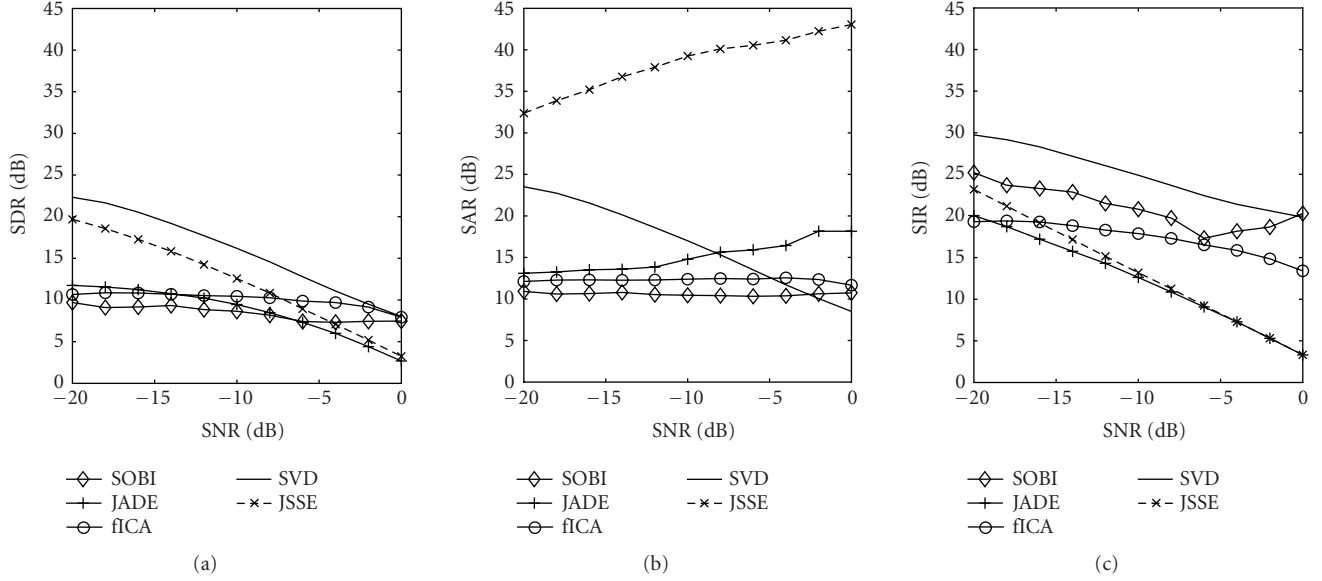 SDR (dB)
45
40
35
30
25
20
15
10
5
0
−20 −15 −10 −5 0
SNR (dB)
SOBI
JADE
fICA
SVD
JSSE
(a)
SAR (dB)
45
40
35
30
25
20
15
10
5
0
−20 −15 −10 −5 0
SNR (dB)
SOBI
JADE
fICA
SVD
JSSE
(b)
SIR (dB)
45
40
35
30
25
20
15
10
5
0
−20 −15 −10 −5 0
SNR (dB)
SOBI
JADE
fICA
SVD
JSSE
(c)